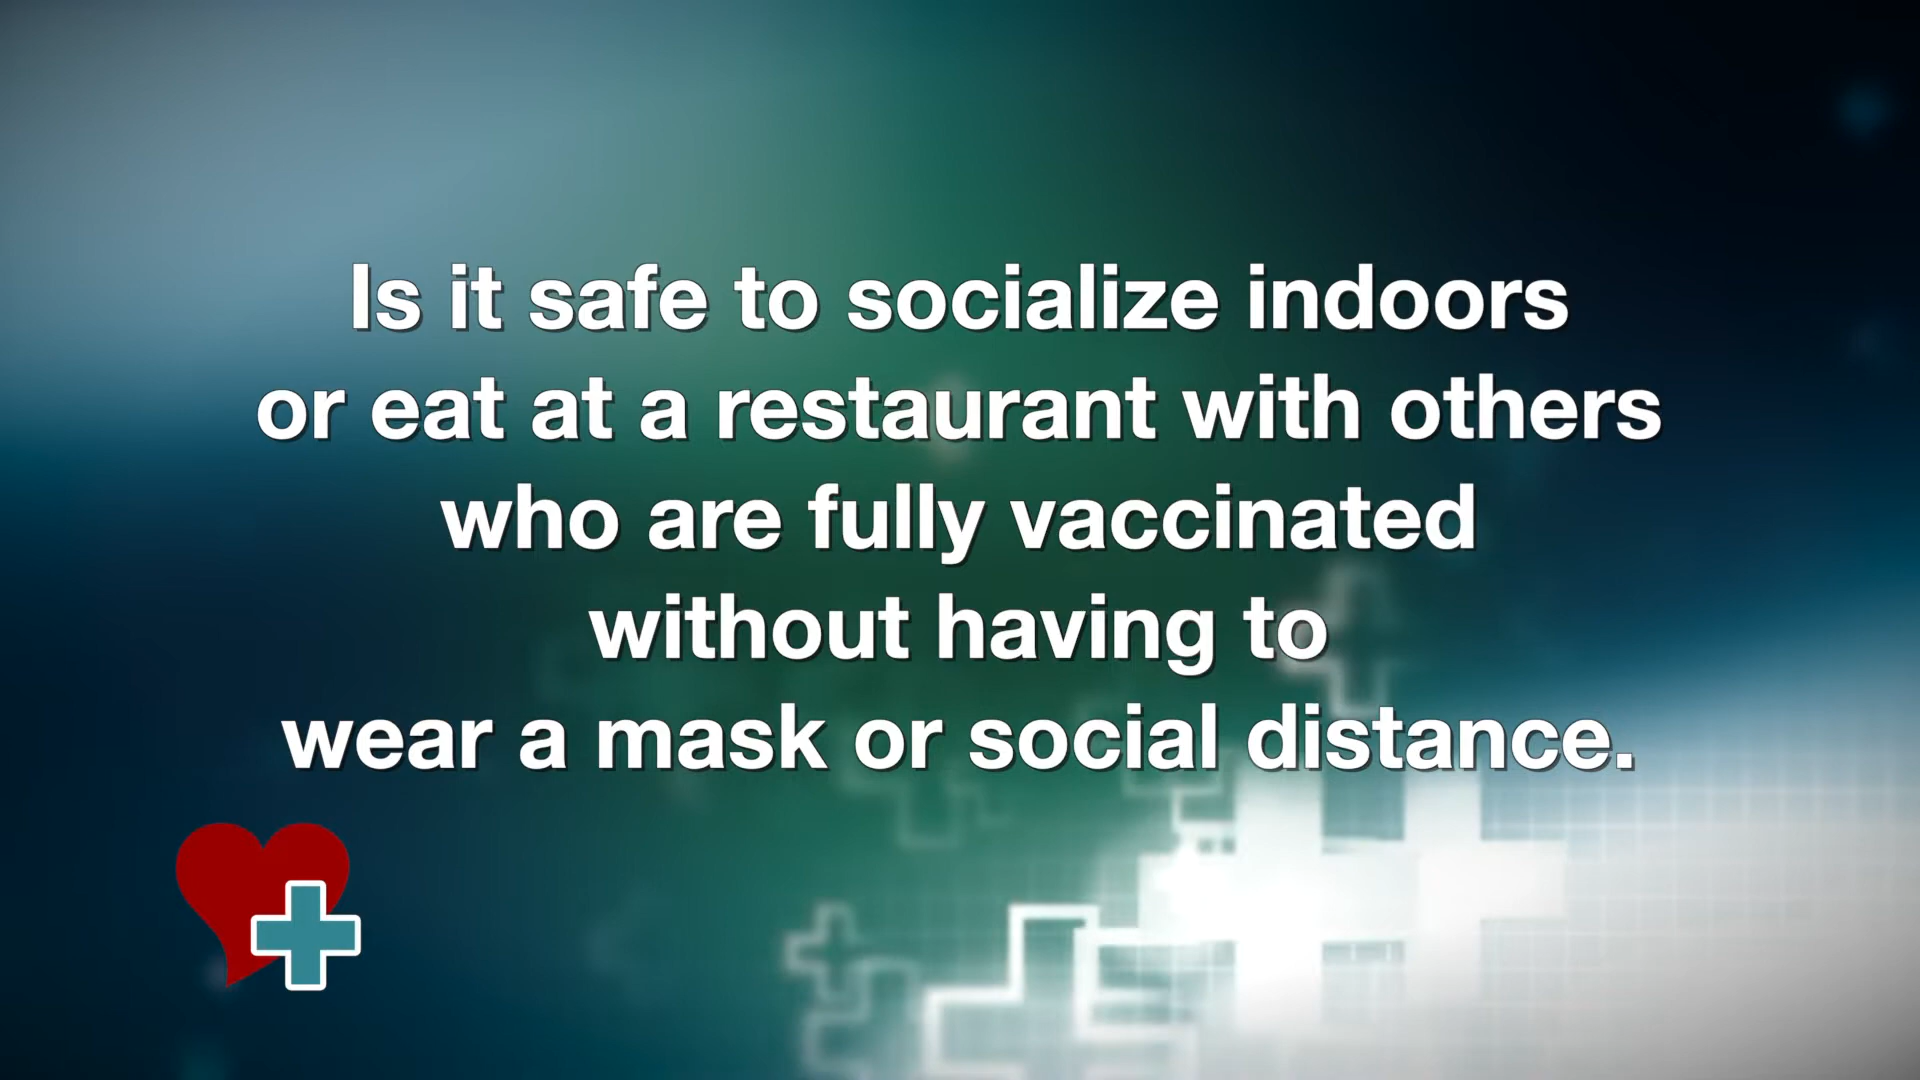 Is it safe to socialize indoors
or eat at a restaurant with others
who are fully vaccinated
without having to
wear a mask or social distance.